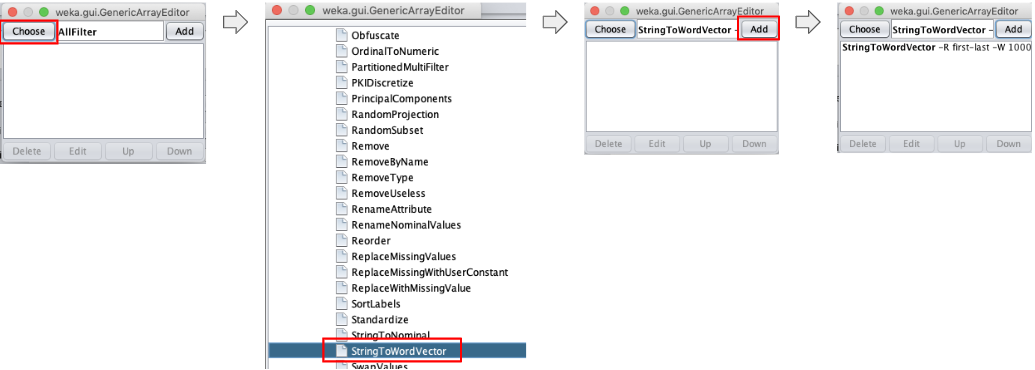 weka.gui.GenericArrayEditor
Choose AllFilter Add
Delete Edit Up Down
weka.gui.GenericArrayEditor
Obfuscate
OrdinalToNumeric
PartitionedMultiFilter
PKIDiscretize
PrincipalComponents
RandomProjection
RandomSubset
Remove
RemoveByName
RemoveType
RemoveUseless
RenameAttribute
RenameNominalValues
Reorder
ReplaceMissingValues
ReplaceMissingWithUserConstant
ReplaceWithMissingValue
SortLabels
Standardize
StringToNominal
StringToWordVector
SwapValues
weka.gui.GenericArrayEditor
Choose StringToWordVector - Add
Delete Edit Up Down
weka.gui.GenericArrayEditor
Choose StringToWordVector - Add
StringToWordVector -R first-last -W 1000
Delete Edit Up Down